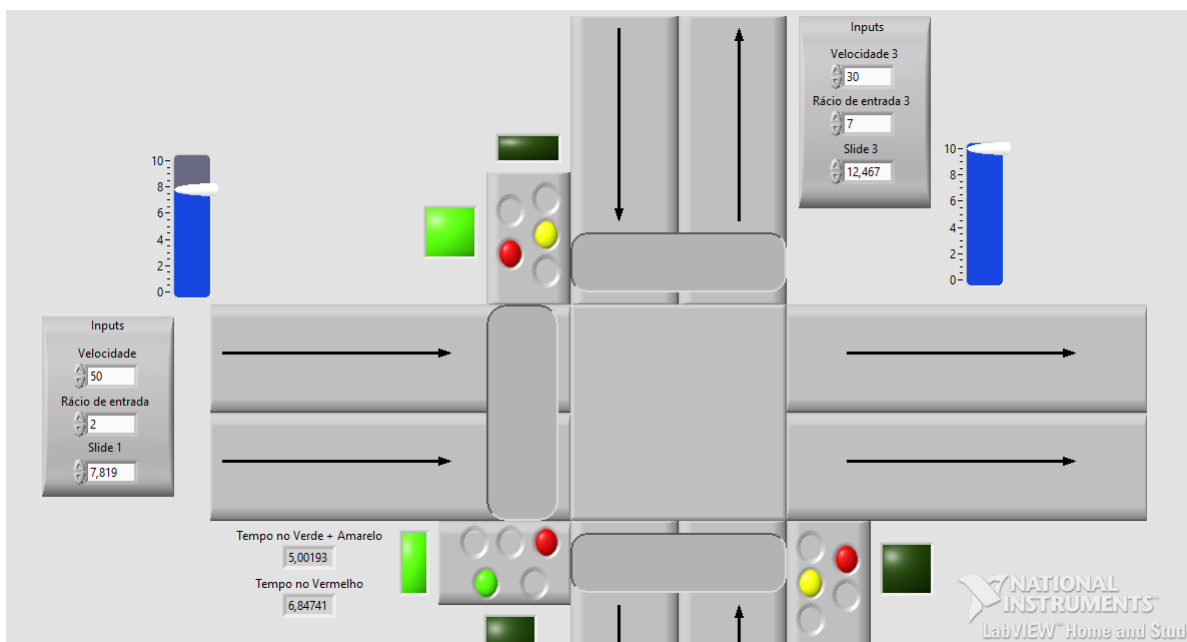 Inputs
Velocidade 3
30
Rácio de entrada 3
7
Slide 3
12,467
10-
8-
6-
4-
2-
0-
10-
8-
6-
4-
2-
0-
Inputs
Velocidade
50
Rácio de entrada
2
Slide 1
7,819
Tempo no Verde + Amarelo
5,00193
Tempo no Vermelho
6,84741
NATIONAL
INSTRUMENTS™
LabVIEW™ Home and Stud